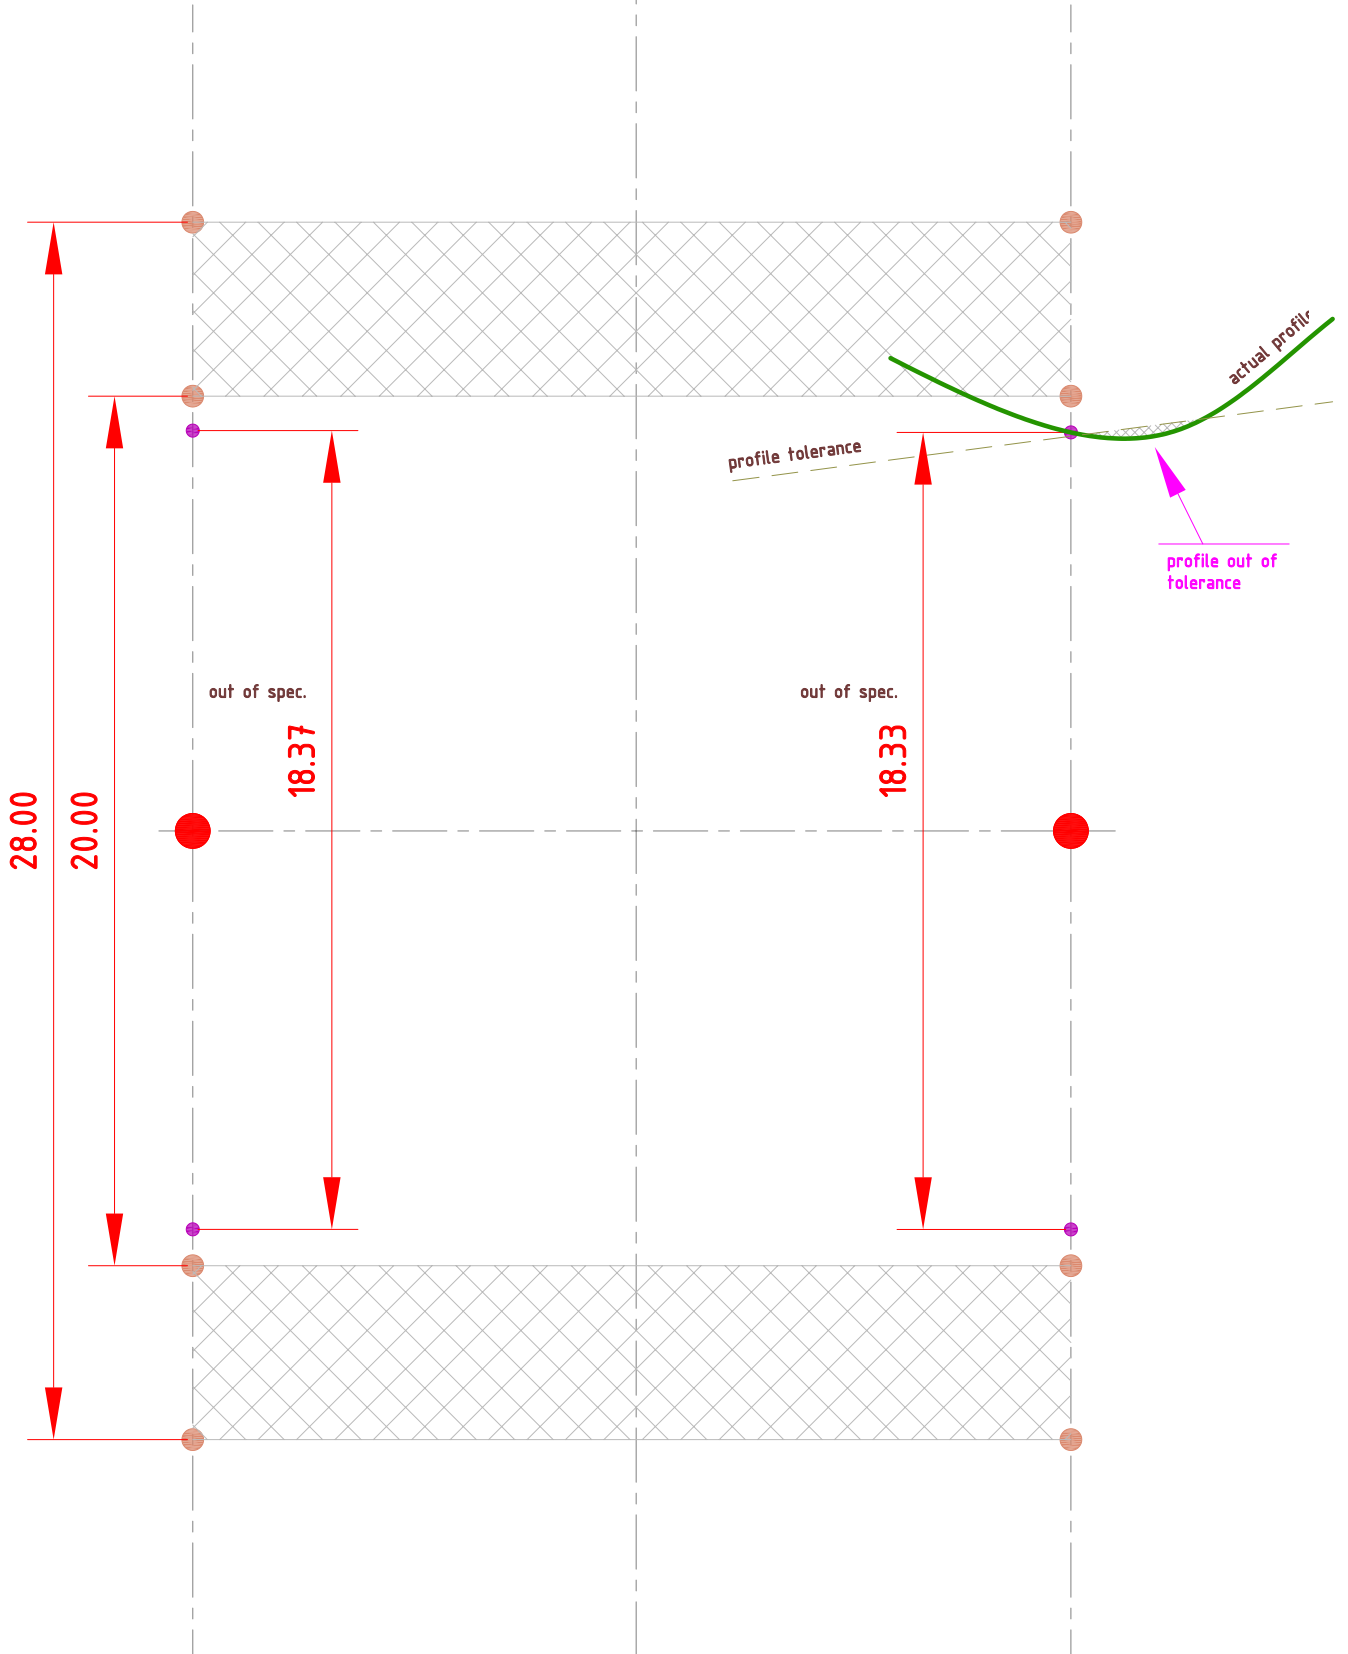 actual profile
profile tolerance
profile out of
tolerance
out of spec.
out of spec.
18.37
18.33
28.00
20.00